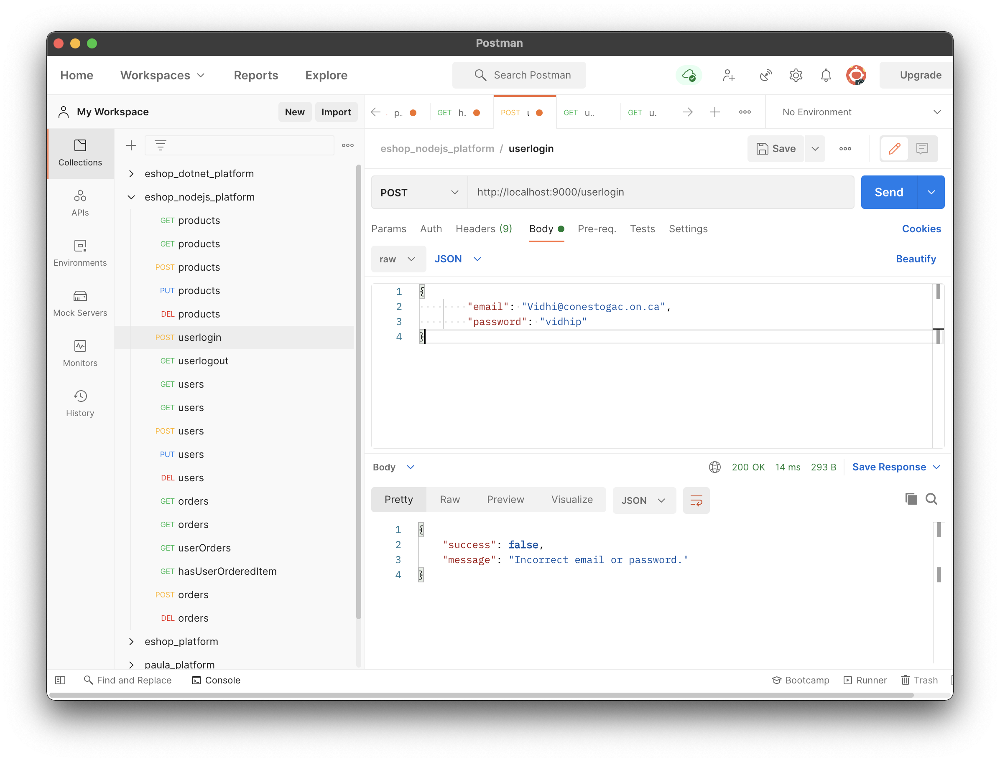 Postman
Home Workspaces Reports Explore Search Postman Upgrade
My Workspace New Import
. p. GET h. POST GET u.. GET u. No Environment
Collections
APIs
Environments
Mock Servers
Monitors
History
eshop_dotnet_platform
eshop_nodejs_platform
GET products
GET products
POST products
PUT products
DEL products
POST userlogin
GET userlogout
GET users
GET users
POST users
PUT users
DEL users
GET orders
GET orders
GET userOrders
GET hasUserOrderedItem
POST orders
DEL orders
eshop_platform
paula_platform
eshop_nodejs_platform / userlogin Save
POST http://localhost:9000/userlogin Send
Params Auth Headers (9) Body Pre-req. Tests Settings Cookies
raw JSON Beautify
1 {
2 "email": "Vidhi@conestogac.on.ca",
3 "password": "vidhip"
4 }
Body 200 OK 14 ms 293 B Save Response
Pretty Raw Preview Visualize JSON
1 {
2 "success": false,
3 "message": "Incorrect email or password."
4 }
Find and Replace Console Bootcamp Runner Trash